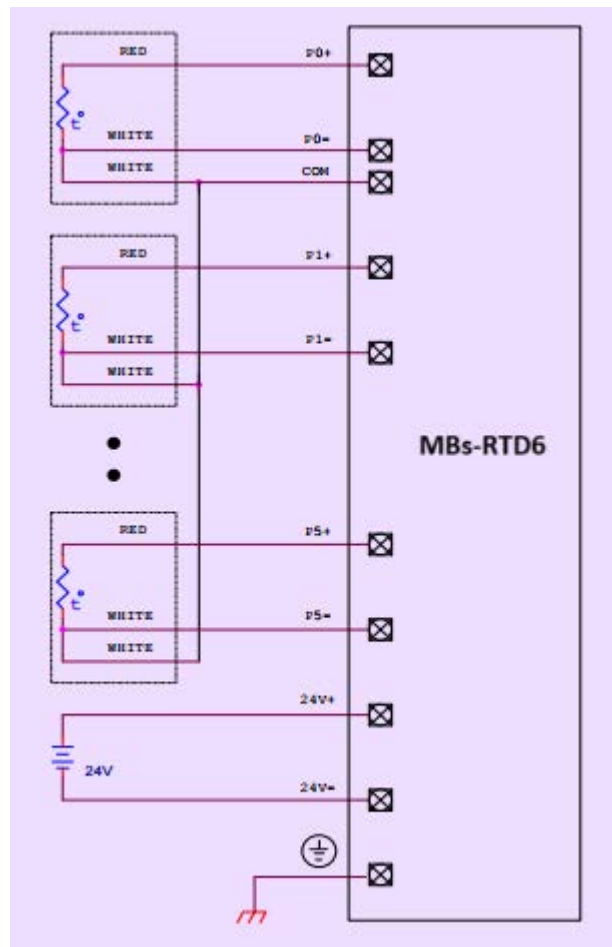 RED
P0+
t°
WHITE
P0-
WHITE
COM
RED
P1+
t°
WHITE
P1-
WHITE
MBs-RTD6
RED
P5+
t°
WHITE
P5-
WHITE
24V+
24V
24V-